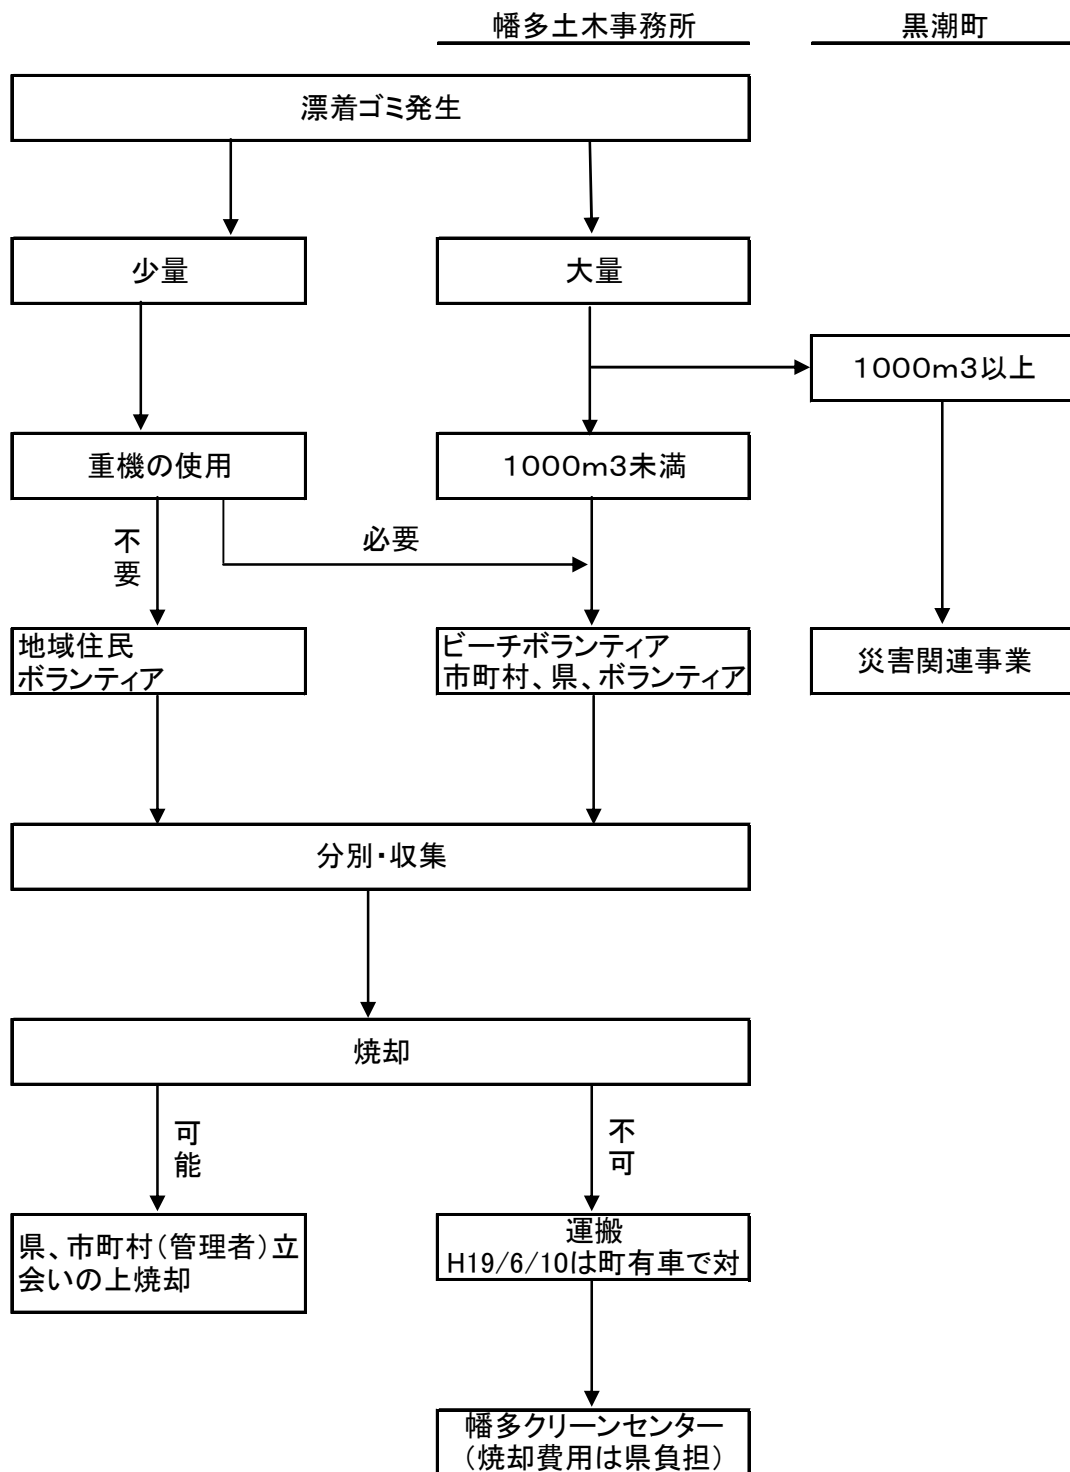 幡多土木事務所
黒潮町
漂着ゴミ発生
少量
大量
1000m3以上
重機の使用
1000m3未満
不要
必要
地域住民
ボランティア
ビーチボランティア
市町村、県、ボランティア
災害関連事業
分別・収集
焼却
可能
不可
県、市町村(管理者)立
会いの上焼却
運搬
H19/6/10は町有車で対
幡多クリーンセンター
(焼却費用は県負担)